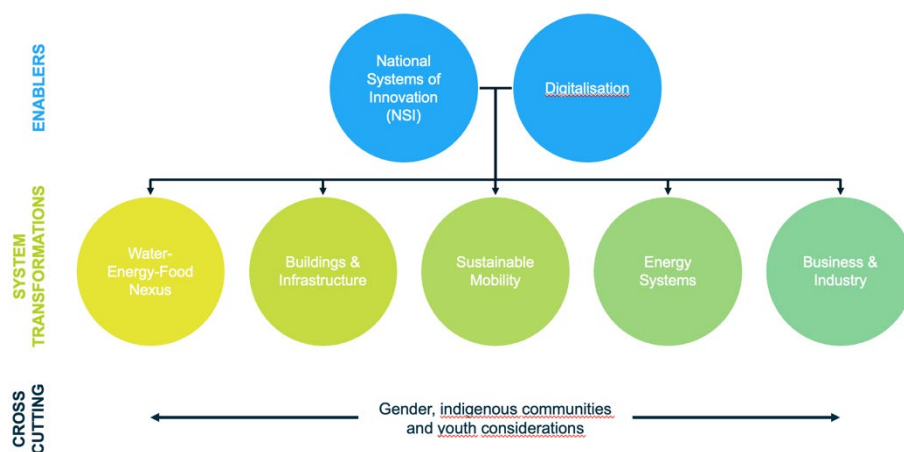 ENABLERS
National
Systems of
Innovation
(NSI)
Digitalisation
SYSTEM
TRANSFORMATIONS
Water-
Energy-Food
Nexus
Buildings &
Infrastructure
Sustainable
Mobility
Energy
Systems
Business &
Industry
CROSS
CUTTING
Gender, indigenous communities
and youth considerations